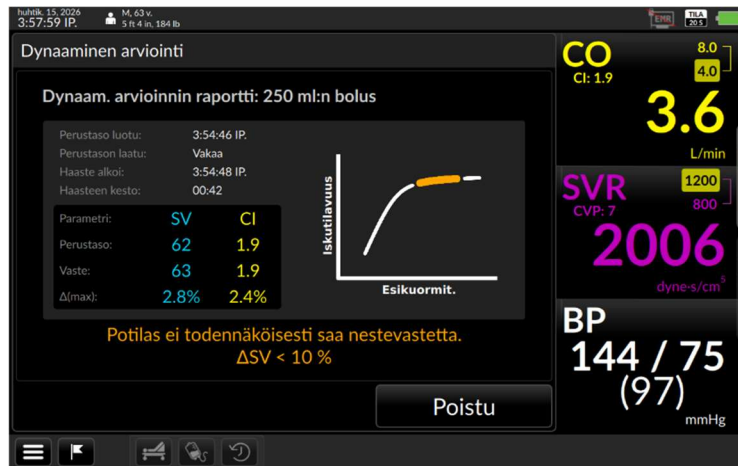 huhtik. 15, 2026
3:57:59 IP.
M, 63 v.
5 ft 4 in, 184 lb
EMR
TILA
20 S
Dynaaminen arviointi
Dynaam. arvioinnin raportti: 250 ml:n bolus
Perustaso luotu: 3:54:46 IP.
Perustason laatu: Vakaa
Haaste alkoi: 3:54:48 IP.
Haasteen kesto: 00:42
Parametri: SV CI
Perustaso: 62 1.9
Vaste: 63 1.9
Δ(max): 2.8% 2.4%
Iskutilavuus
Esikuormit.
Potilas ei todennäköisesti saa nestevastetta.
ΔSV < 10 %
Poistu
CO
CI: 1.9
8.0
4.0
3.6
L/min
SVR
CVP: 7
1200
800
2006
dyne·s/cm⁵
BP
144 / 75
(97)
mmHg